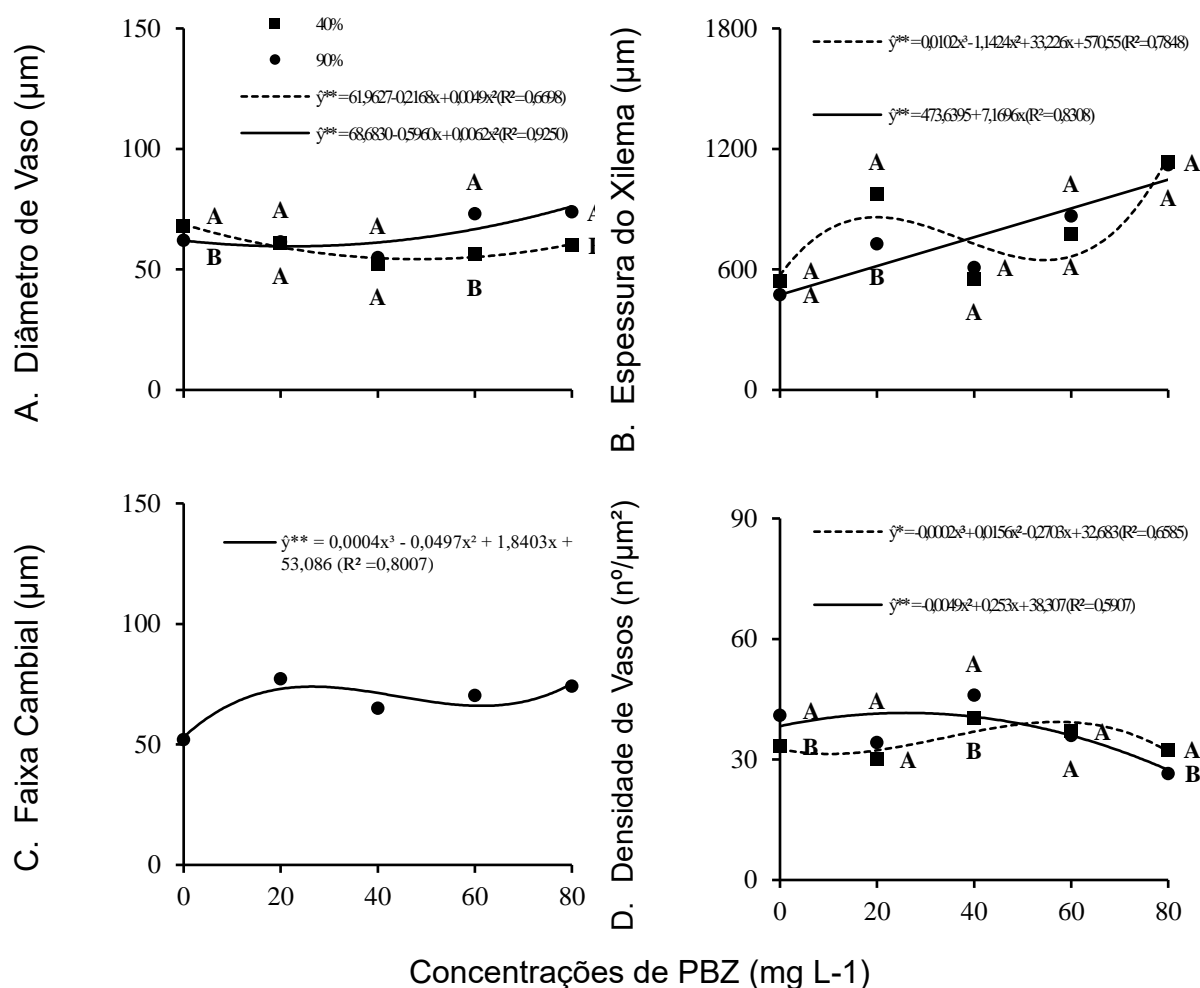 A. Diâmetro de Vaso (µm)
150
100
50
0
40%
90%
ŷ**=61,9627-0,2168x+0,0049x²(R²=0,6698)
ŷ**=68,6830-0,5960x+0,0062x²(R²=0,9250)
A
A
A
A
A
B
A
A
B
B. Espessura do Xilema (µm)
1800
1200
600
0
ŷ**=0,0102x³-1,1424x²+33,226x+570,55(R²=0,7848)
ŷ**=473,6395+7,1696x(R²=0,8308)
A
A
A
A
A
B
A
A
A
A
C. Faixa Cambial (µm)
150
100
50
0
0
20
40
60
80
ŷ** = 0,0004x³ - 0,0497x² + 1,8403x +
53,086 (R² =0,8007)
D. Densidade de Vasos (nº/µm²)
90
60
30
0
0
20
40
60
80
ŷ*=-0,0002x³+0,0156x²-0,2703x+32,683(R²=0,6585)
ŷ**=-0,0049x²+0,253x+38,307(R²=0,5907)
A
A
A
A
A
B
A
B
A
B
Concentrações de PBZ (mg L-1)